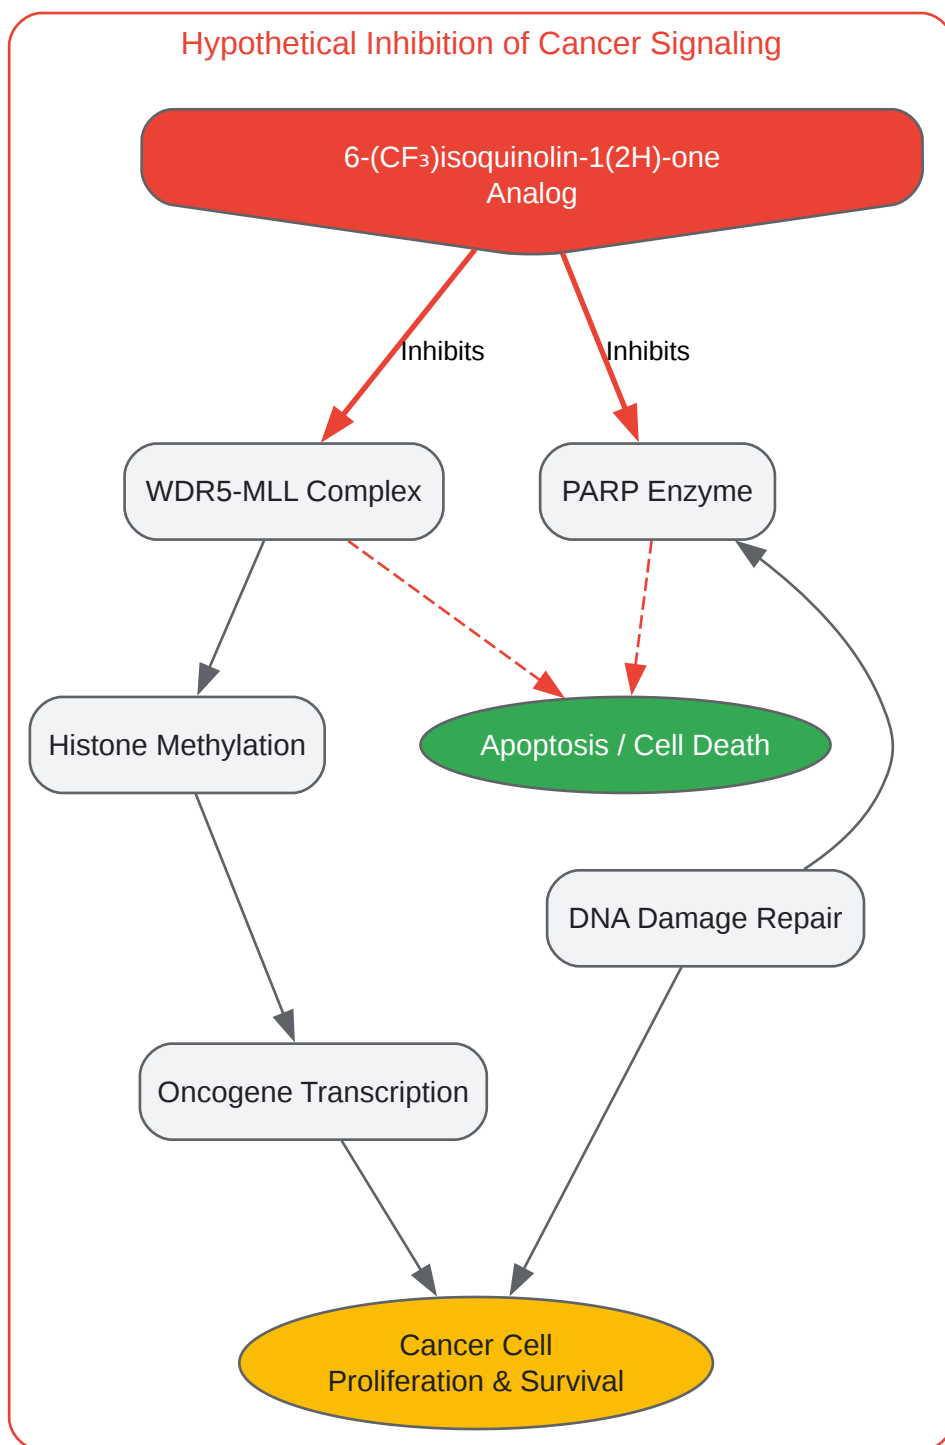 Hypothetical Inhibition of Cancer Signaling
6-(CF₃)isoquinolin-1(2H)-one
Analog
Inhibits
Inhibits
WDR5-MLL Complex
PARP Enzyme
Histone Methylation
Apoptosis / Cell Death
DNA Damage Repair
Oncogene Transcription
Cancer Cell
Proliferation & Survival